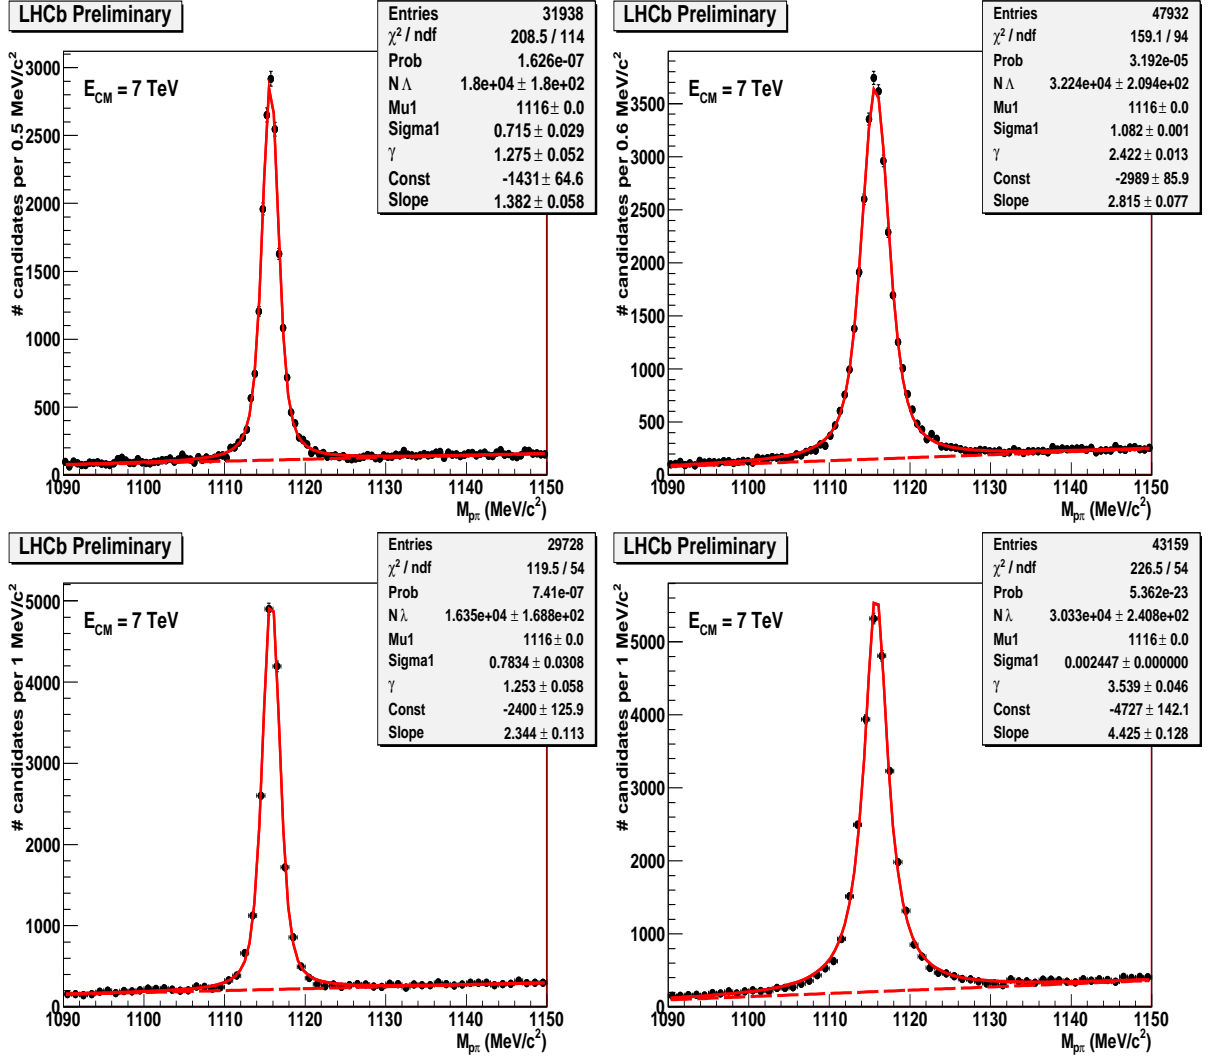 LHCb Preliminary
E_CM = 7 TeV
# candidates per 0.5 MeV/c²
3000
2500
2000
1500
1000
500
0
1090 1100 1110 1120 1130 1140 1150
M_pπ (MeV/c²)
Entries 31938
χ² / ndf 208.5 / 114
Prob 1.626e-07
N Λ 1.8e+04 ± 1.8e+02
Mu1 1116 ± 0.0
Sigma1 0.715 ± 0.029
γ 1.275 ± 0.052
Const -1431 ± 64.6
Slope 1.382 ± 0.058
LHCb Preliminary
E_CM = 7 TeV
# candidates per 0.6 MeV/c²
3500
3000
2500
2000
1500
1000
500
0
1090 1100 1110 1120 1130 1140 1150
M_pπ (MeV/c²)
Entries 47932
χ² / ndf 159.1 / 94
Prob 3.192e-05
N Λ 3.224e+04 ± 2.094e+02
Mu1 1116 ± 0.0
Sigma1 1.082 ± 0.001
γ 2.422 ± 0.013
Const -2989 ± 85.9
Slope 2.815 ± 0.077
LHCb Preliminary
E_CM = 7 TeV
# candidates per 1 MeV/c²
5000
4000
3000
2000
1000
0
1090 1100 1110 1120 1130 1140 1150
M_pπ (MeV/c²)
Entries 29728
χ² / ndf 119.5 / 54
Prob 7.41e-07
N λ 1.635e+04 ± 1.688e+02
Mu1 1116 ± 0.0
Sigma1 0.7834 ± 0.0308
γ 1.253 ± 0.058
Const -2400 ± 125.9
Slope 2.344 ± 0.113
LHCb Preliminary
E_CM = 7 TeV
# candidates per 1 MeV/c²
5000
4000
3000
2000
1000
0
1090 1100 1110 1120 1130 1140 1150
M_pπ (MeV/c²)
Entries 43159
χ² / ndf 226.5 / 54
Prob 5.362e-23
N λ 3.033e+04 ± 2.408e+02
Mu1 1116 ± 0.0
Sigma1 0.002447 ± 0.000000
γ 3.539 ± 0.046
Const -4727 ± 142.1
Slope 4.425 ± 0.128